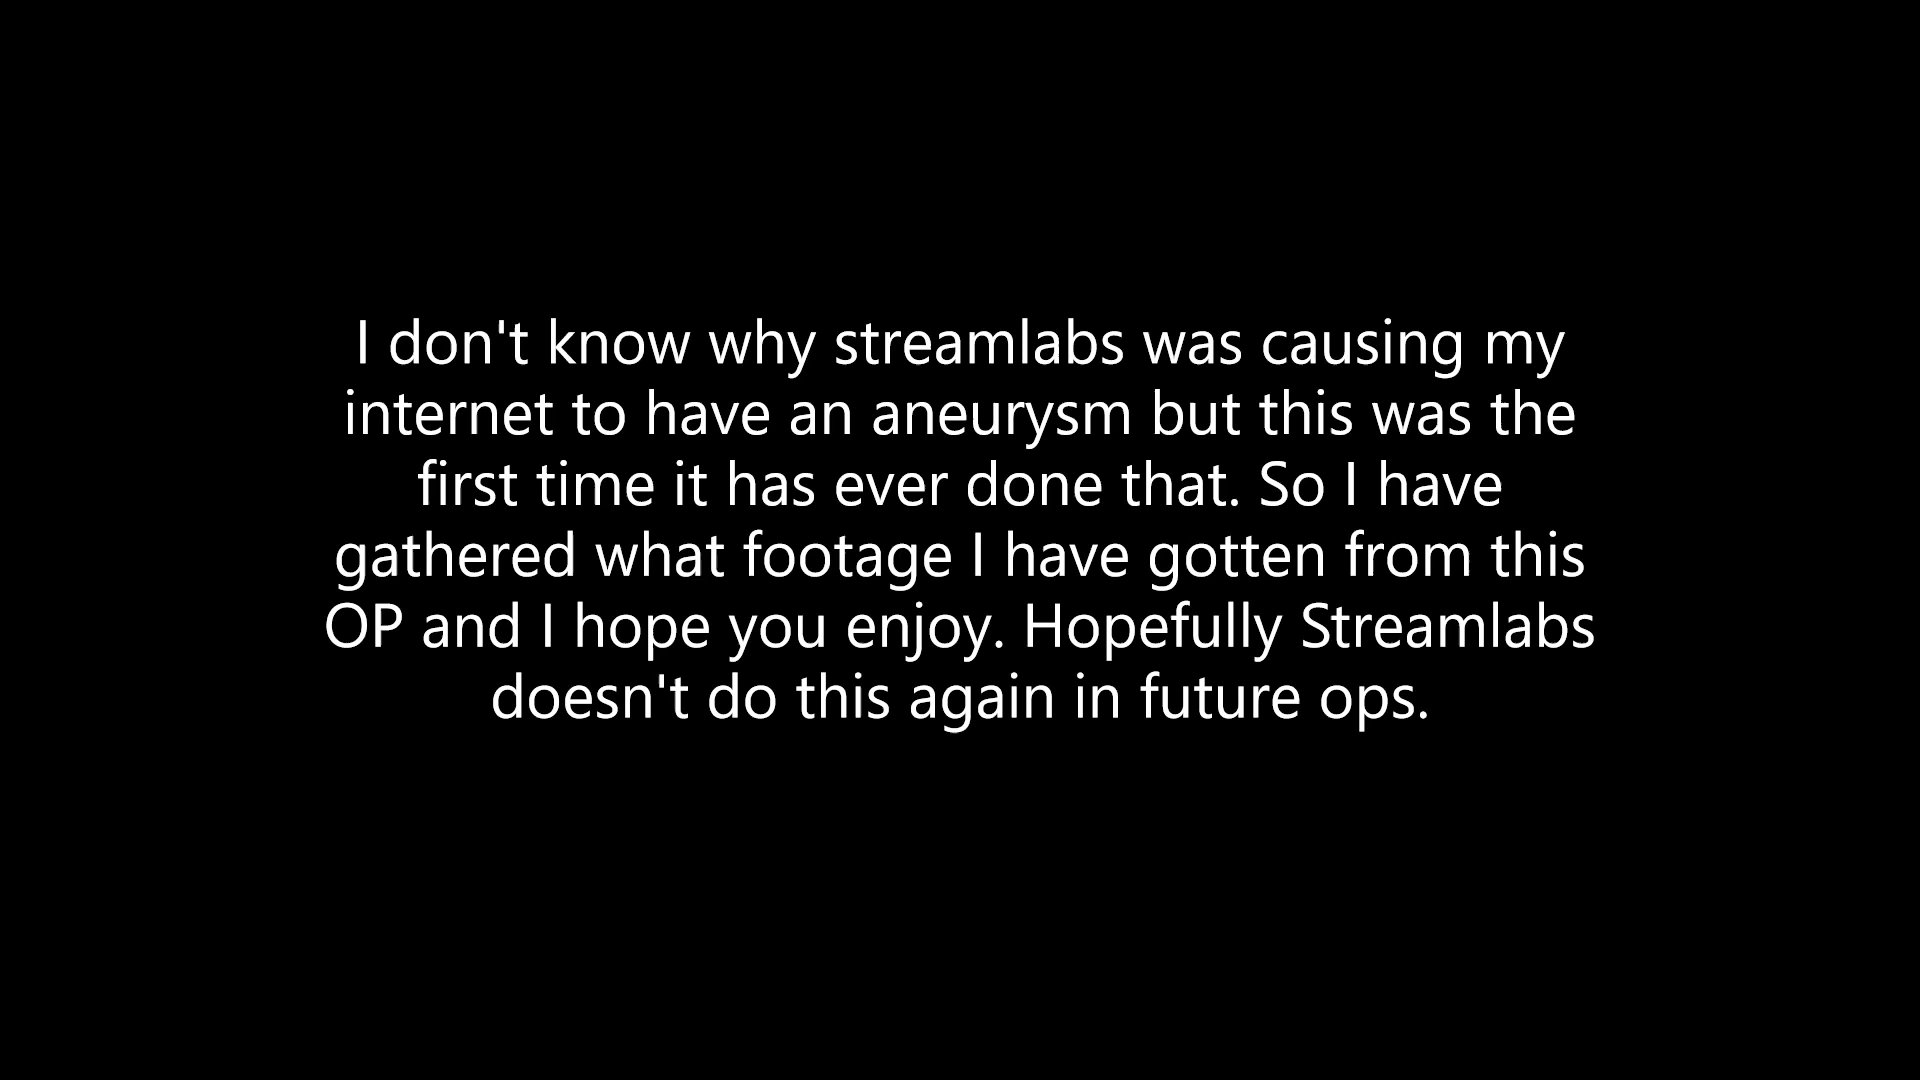 I don't know why streamlabs was causing my
internet to have an aneurysm but this was the
first time it has ever done that. So I have
gathered what footage I have gotten from this
OP and I hope you enjoy. Hopefully Streamlabs
doesn't do this again in future ops.